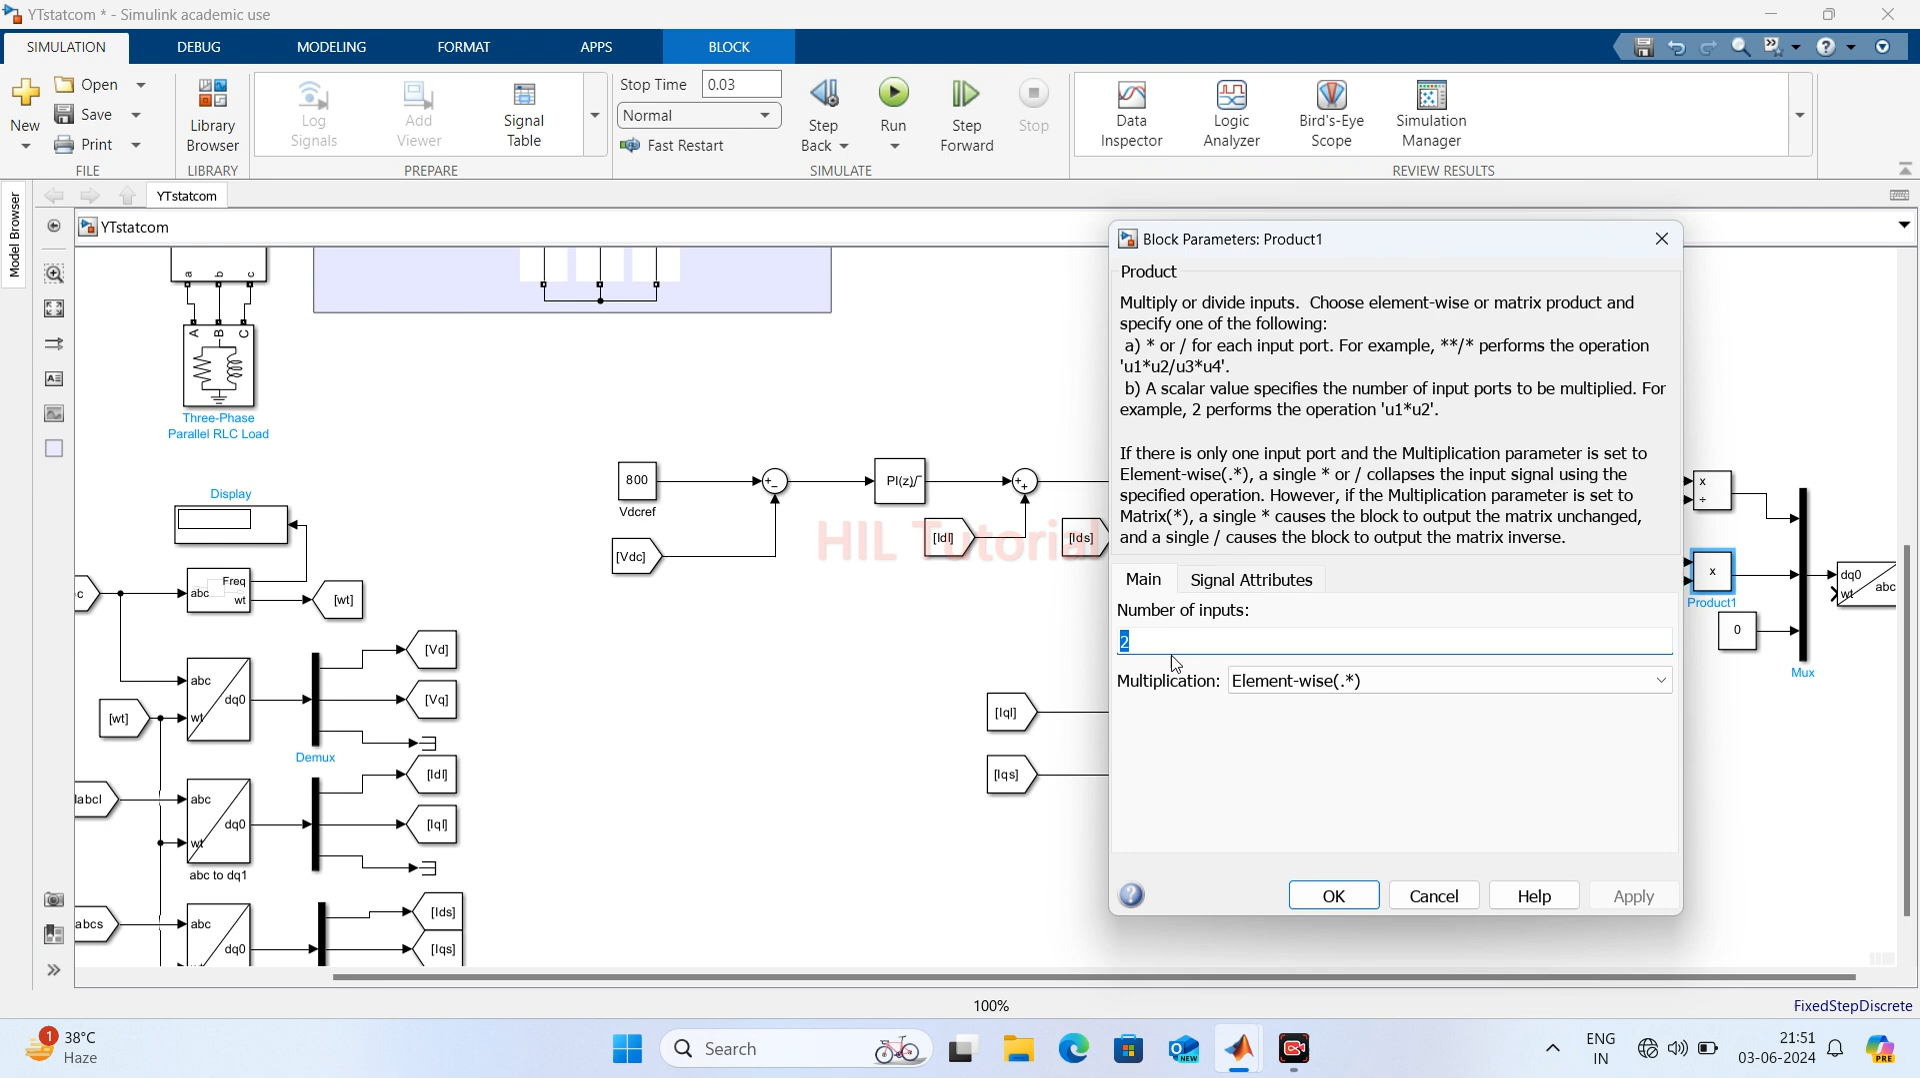 YTstatcom * - Simulink academic use
SIMULATION
DEBUG
MODELING
FORMAT
APPS
BLOCK
New
Open
Save
Print
FILE
Library
Browser
LIBRARY
Log
Signals
Add
Viewer
Signal
Table
PREPARE
Stop Time 0.03
Normal
Fast Restart
Step
Back
Run
Step
Forward
Stop
SIMULATE
Data
Inspector
Logic
Analyzer
Bird's-Eye
Scope
Simulation
Manager
REVIEW RESULTS
Model Browser
YTstatcom
YTstatcom
a b c
A B C
Three-Phase
Parallel RLC Load
Display
c
abc
Freq
wt
[wt]
[wt]
abc
wt
dq0
[Vd]
[Vq]
Demux
labcl
abc
wt
dq0
abc to dq1
[Idl]
[Iql]
abcs
abc
dq0
[Ids]
[Iqs]
800
Vdcref
[Vdc]
+
-
PI(z)
+
+
[Idl]
[Ids]
HIL Tutorial
[Iql]
[Iqs]
Block Parameters: Product1
Product
Multiply or divide inputs. Choose element-wise or matrix product and
specify one of the following:
a) * or / for each input port. For example, **/* performs the operation
'u1*u2/u3*u4'.
b) A scalar value specifies the number of input ports to be multiplied. For
example, 2 performs the operation 'u1*u2'.
If there is only one input port and the Multiplication parameter is set to
Element-wise(.*), a single * or / collapses the input signal using the
specified operation. However, if the Multiplication parameter is set to
Matrix(*), a single * causes the block to output the matrix unchanged,
and a single / causes the block to output the matrix inverse.
Main
Signal Attributes
Number of inputs:
2
Multiplication: Element-wise(.*)
OK
Cancel
Help
Apply
x
÷
x
Product1
0
Mux
dq0
wt
abc
100%
FixedStepDiscrete
1
38°C
Haze
Search
NEW
ENG
IN
21:51
03-06-2024
PRE